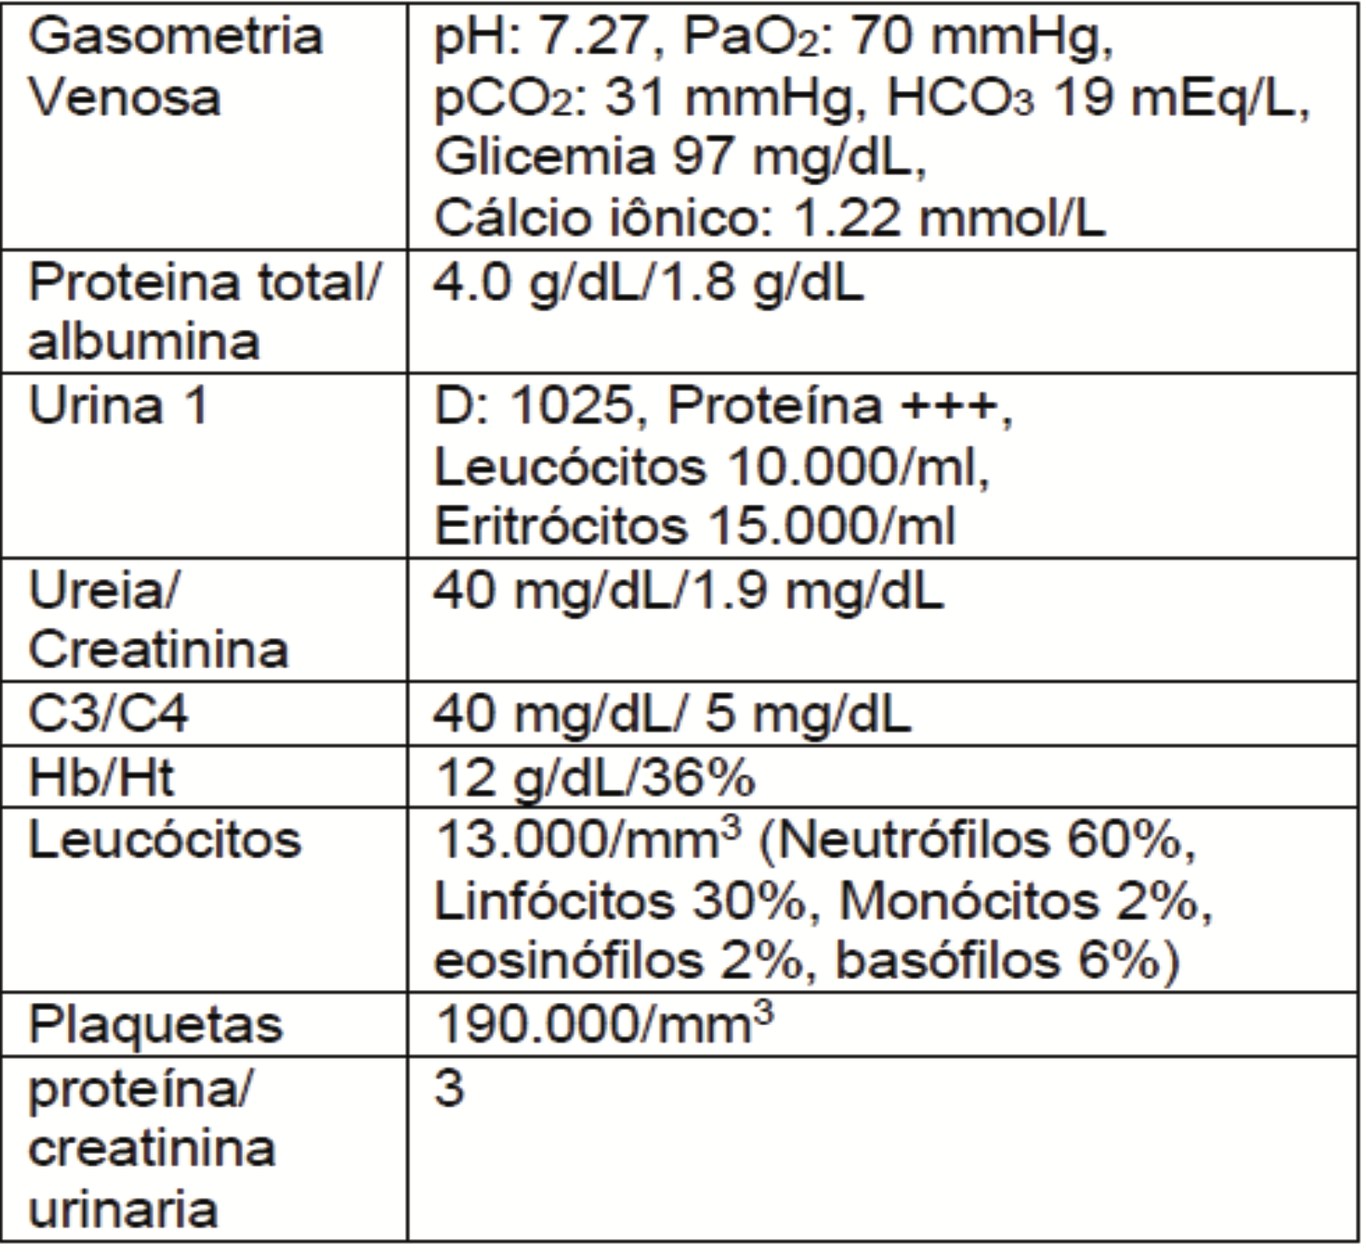 Gasometria
Venosa
pH: 7.27, PaO2: 70 mmHg,
pCO2: 31 mmHg, HCO3 19 mEq/L,
Glicemia 97 mg/dL,
Cálcio iônico: 1.22 mmol/L
Proteina total/
albumina
4.0 g/dL/1.8 g/dL
Urina 1
D: 1025, Proteína +++,
Leucócitos 10.000/ml,
Eritrócitos 15.000/ml
Ureia/
Creatinina
40 mg/dL/1.9 mg/dL
C3/C4
40 mg/dL/ 5 mg/dL
Hb/Ht
12 g/dL/36%
Leucócitos
13.000/mm³ (Neutrófilos 60%,
Linfócitos 30%, Monócitos 2%,
eosinófilos 2%, basófilos 6%)
Plaquetas
190.000/mm³
proteína/
creatinina
urinaria
3